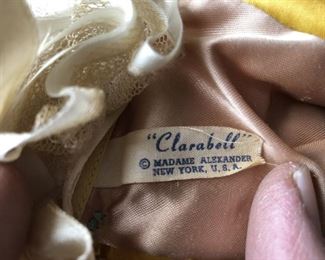 "Clarabell"
© MADAME ALEXANDER
NEW YORK, U.S.A.